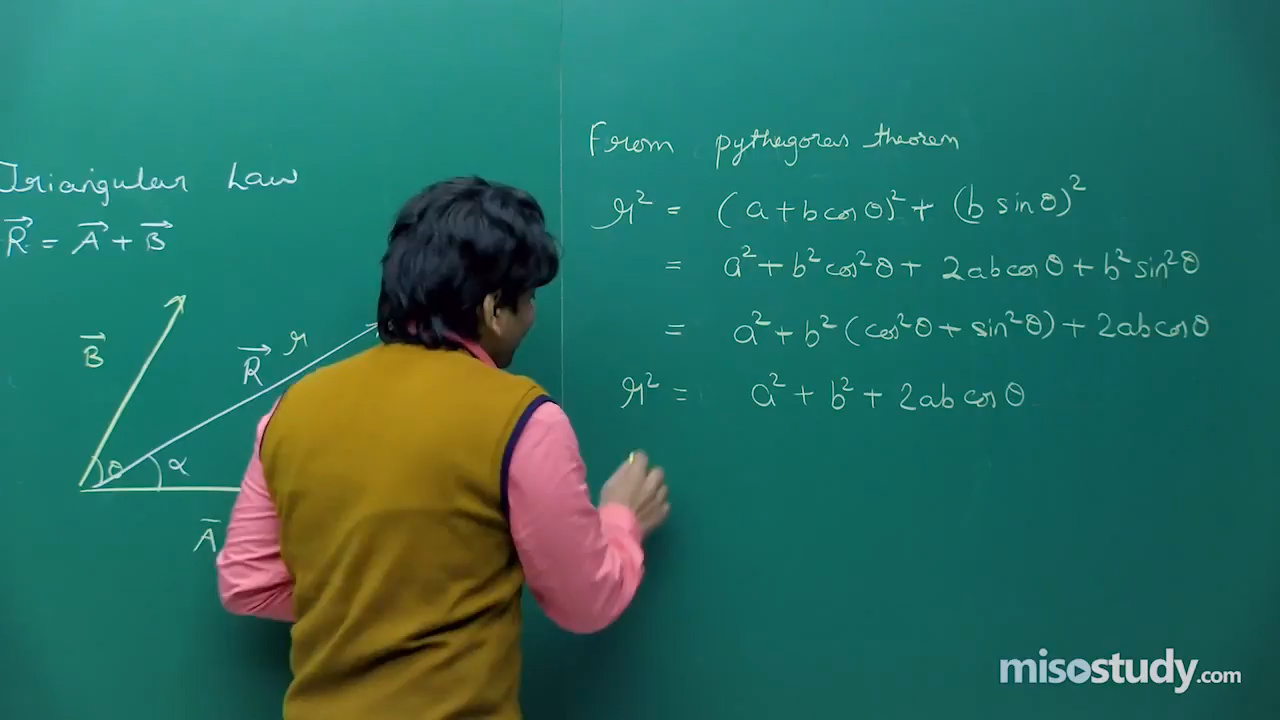 Triangular Law
R⃗ = A⃗ + B⃗
B⃗
R⃗
r
θ
α
A⃗
From pythagoras theorem
r² = (a + b cos θ)² + (b sin θ)²
= a² + b² cos² θ + 2ab cos θ + b² sin² θ
= a² + b² (cos² θ + sin² θ) + 2ab cos θ
r² = a² + b² + 2ab cos θ
misostudy.com